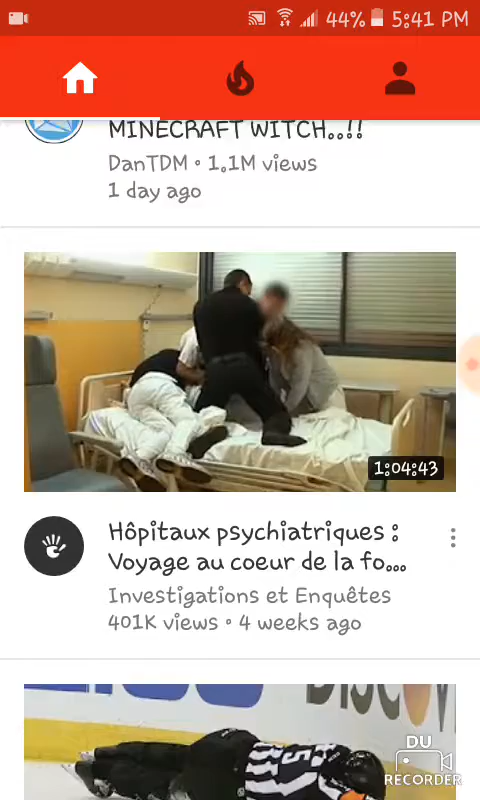 44% 5:41 PM
MINECRAFT WITCH..!!
DanTDM • 1.1M views
1 day ago
1:04:43
Hôpitaux psychiatriques :
Voyage au coeur de la fo...
Investigations et Enquêtes
401K views • 4 weeks ago
DU
RECORDER